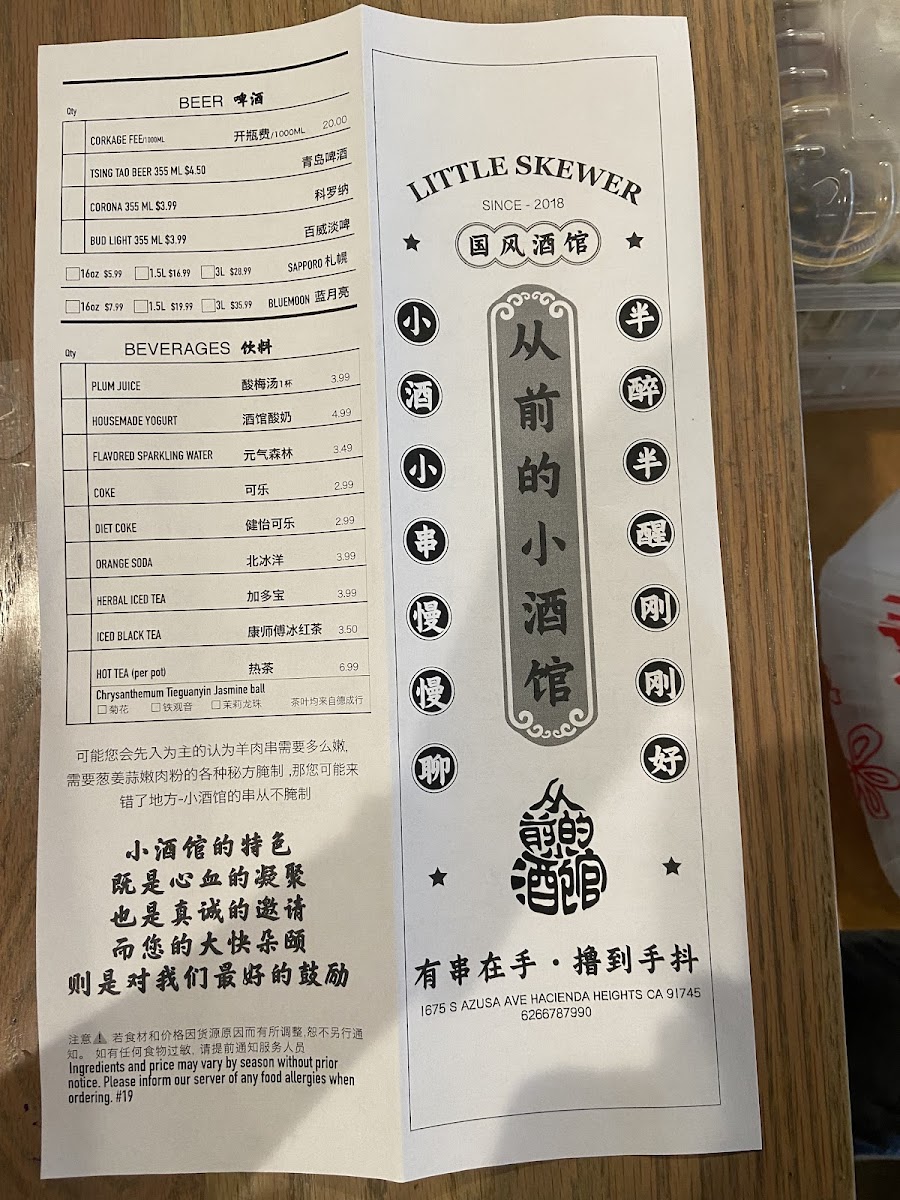 BEER 啤酒
Qty
CORKAGE FEE/1000ML 开瓶费/1000ML 20.00
TSING TAO BEER 355 ML $4.50 青岛啤酒
CORONA 355 ML $3.99 科罗纳
BUD LIGHT 355 ML $3.99 百威淡啤
16oz $5.99 1.5L $16.99 3L $28.99 SAPPORO 札幌
16oz $7.99 1.5L $19.99 3L $35.99 BLUEMOON 蓝月亮
Qty BEVERAGES 饮料
PLUM JUICE 酸梅汤1杯 3.99
HOUSEMADE YOGURT 酒馆酸奶 4.99
FLAVORED SPARKLING WATER 元气森林 3.49
COKE 可乐 2.99
DIET COKE 健怡可乐 2.99
ORANGE SODA 北冰洋 3.99
HERBAL ICED TEA 加多宝 3.99
ICED BLACK TEA 康师傅冰红茶 3.50
HOT TEA (per pot) 热茶 6.99
Chrysanthemum Tieguanyin Jasmine ball
菊花 铁观音 茉莉龙珠 茶叶均来自德成行
可能您会先入为主的认为羊肉串需要多么嫩,
需要葱姜蒜嫩肉粉的各种秘方腌制 ,那您可能来
错了地方-小酒馆的串从不腌制
小酒馆的特色
既是心血的凝聚
也是真诚的邀请
而您的大快朵颐
则是对我们最好的鼓励
注意 若食材和价格因货源原因而有所调整,恕不另行通
知。 如有任何食物过敏, 请提前通知服务人员
Ingredients and price may vary by season without prior
notice. Please inform our server of any food allergies when
ordering. #19
LITTLE SKEWER
SINCE - 2018
国风酒馆
小酒小串慢慢聊
从前的小酒馆
半醉半醒刚刚好
从
前的
酒馆
有串在手·撸到手抖
1675 S AZUSA AVE HACIENDA HEIGHTS CA 91745
6266787990